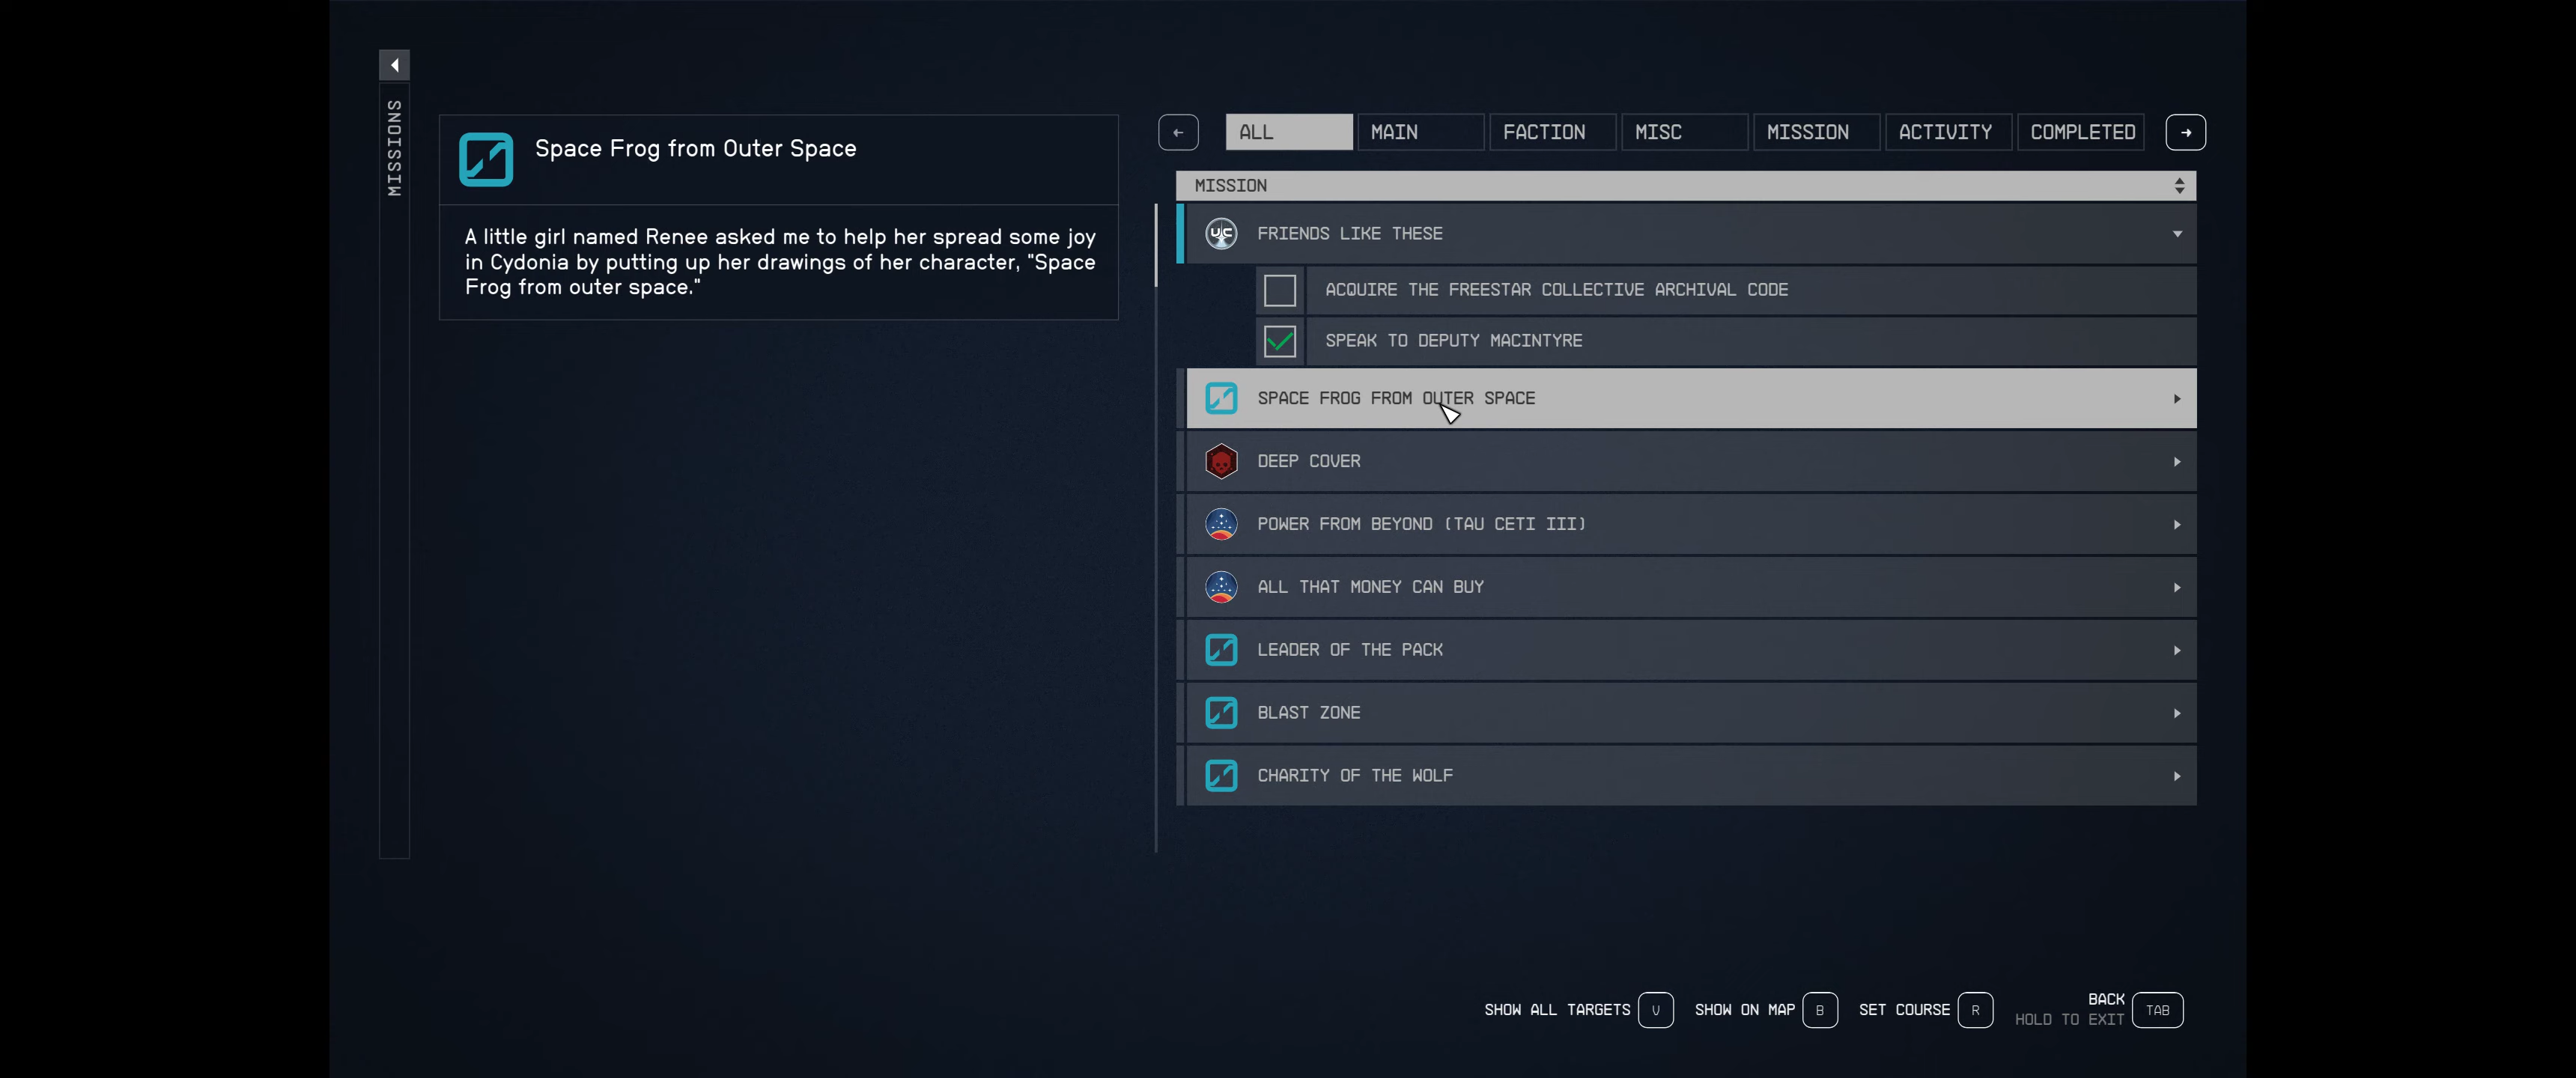 MISSIONS
Space Frog from Outer Space
A little girl named Renee asked me to help her spread some joy
in Cydonia by putting up her drawings of her character, "Space
Frog from outer space."
ALL MAIN FACTION MISC MISSION ACTIVITY COMPLETED
MISSION
UC FRIENDS LIKE THESE
ACQUIRE THE FREESTAR COLLECTIVE ARCHIVAL CODE
SPEAK TO DEPUTY MACINTYRE
SPACE FROG FROM OUTER SPACE
DEEP COVER
POWER FROM BEYOND (TAU CETI III)
ALL THAT MONEY CAN BUY
LEADER OF THE PACK
BLAST ZONE
CHARITY OF THE WOLF
SHOW ALL TARGETS V SHOW ON MAP B SET COURSE R BACK TAB
HOLD TO EXIT